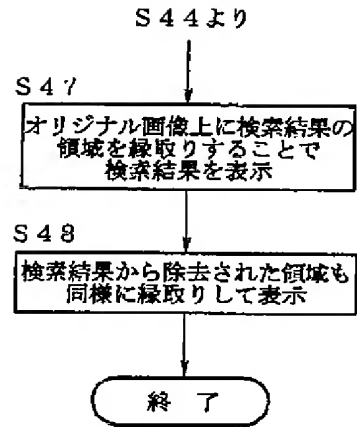 S44より
S47
オリジナル画像上に検索結果の
領域を縁取りすることで
検索結果を表示
S48
検索結果から除去された領域も
同様に縁取りして表示
終 了